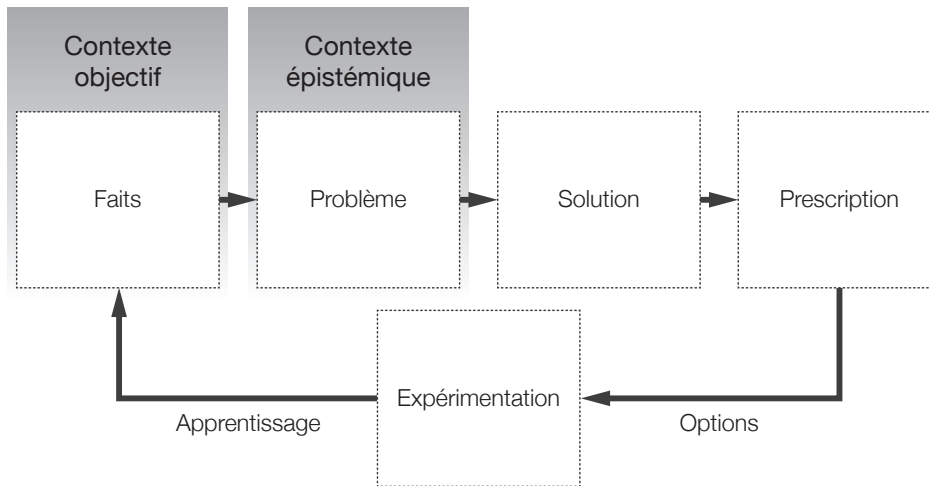 Contexte
objectif
Contexte
épistémique
Faits
Problème
Solution
Prescription
Expérimentation
Apprentissage
Options